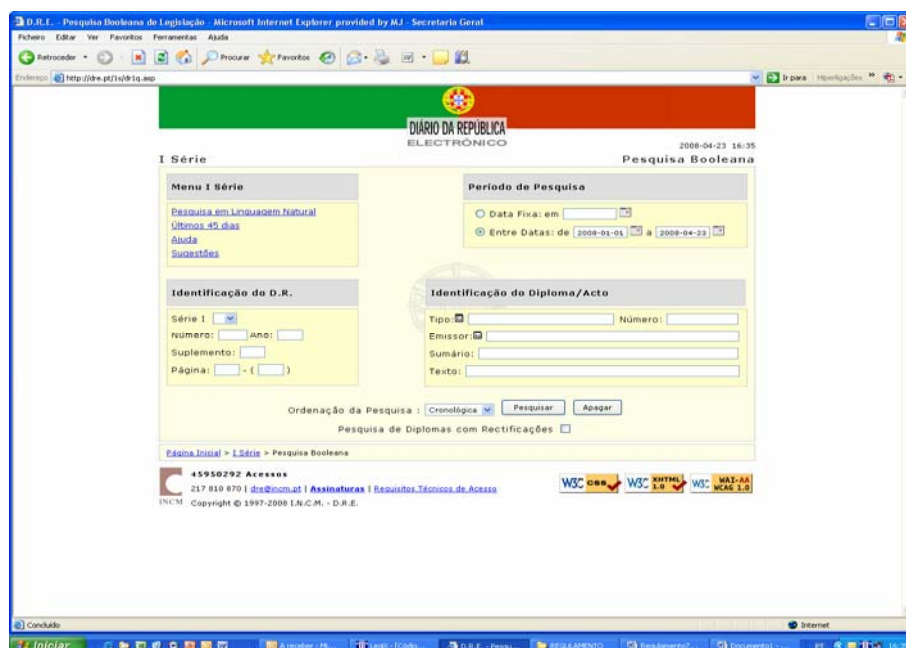 D.R.E. - Pesquisa Booleana de Legislação - Microsoft Internet Explorer provided by MJ - Secretaria Geral
Ficheiro Editar Ver Favoritos Ferramentas Ajuda
Retroceder Procurar Favoritos
Endereço http://dre.pt/1s/dr1q.asp Ir para Hiperligações »
DIÁRIO DA REPÚBLICA
ELECTRÓNICO
2008-04-23 16:35
I Série Pesquisa Booleana
Menu I Série
Pesquisa em Linguagem Natural
Últimos 45 dias
Ajuda
Sugestões
Período de Pesquisa
Data Fixa: em
Entre Datas: de 2008-01-01 a 2008-04-23
Identificação do D.R.
Série I
Número: Ano:
Suplemento:
Página: - ( )
Identificação do Diploma/Acto
Tipo: Número:
Emissor:
Sumário:
Texto:
Ordenação da Pesquisa : Cronológica Pesquisar Apagar
Pesquisa de Diplomas com Rectificações
Página Inicial > I Série > Pesquisa Booleana
45950292 Acessos
217 810 870 | dre@incm.pt | Assinaturas | Requisitos Técnicos de Acesso
INCM Copyright © 1997-2008 I.N.C.M. - D.R.E.
W3C css W3C XHTML 1.0 W3C WAI-AA WCAG 1.0
Concluído Internet
Iniciar A receber - Mi... Legix - [Códig... D.R.E. - Pesqu... REGULAMENTO Regulamento7... Documento1 - ... PT